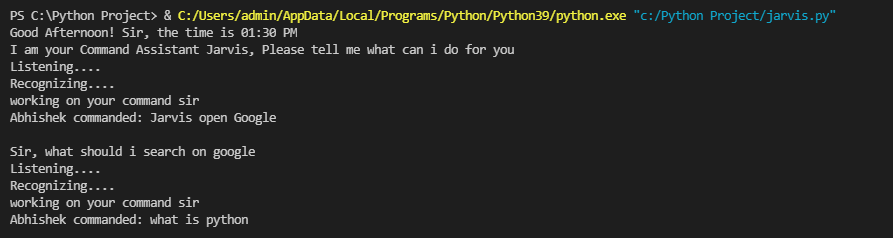 PS C:\Python Project> & C:/Users/admin/AppData/Local/Programs/Python/Python39/python.exe "c:/Python Project/jarvis.py"
Good Afternoon! Sir, the time is 01:30 PM
I am your Command Assistant Jarvis, Please tell me what can i do for you
Listening....
Recognizing....
working on your command sir
Abhishek commanded: Jarvis open Google
Sir, what should i search on google
Listening....
Recognizing....
working on your command sir
Abhishek commanded: what is python